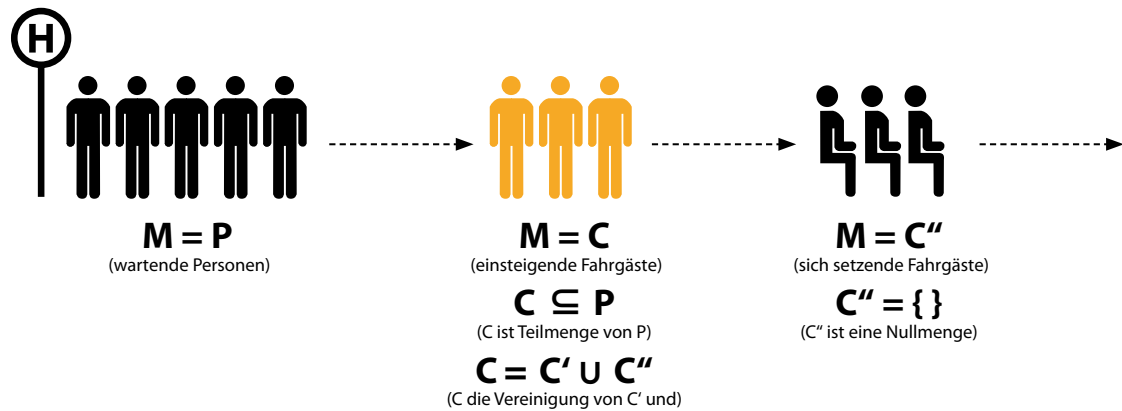 H
M = P
(wartende Personen)
M = C
(einsteigende Fahrgäste)
C ⊆ P
(C ist Teilmenge von P)
C = C‘ ∪ C“
(C die Vereinigung von C‘ und)
M = C“
(sich setzende Fahrgäste)
C“ = { }
(C“ ist eine Nullmenge)